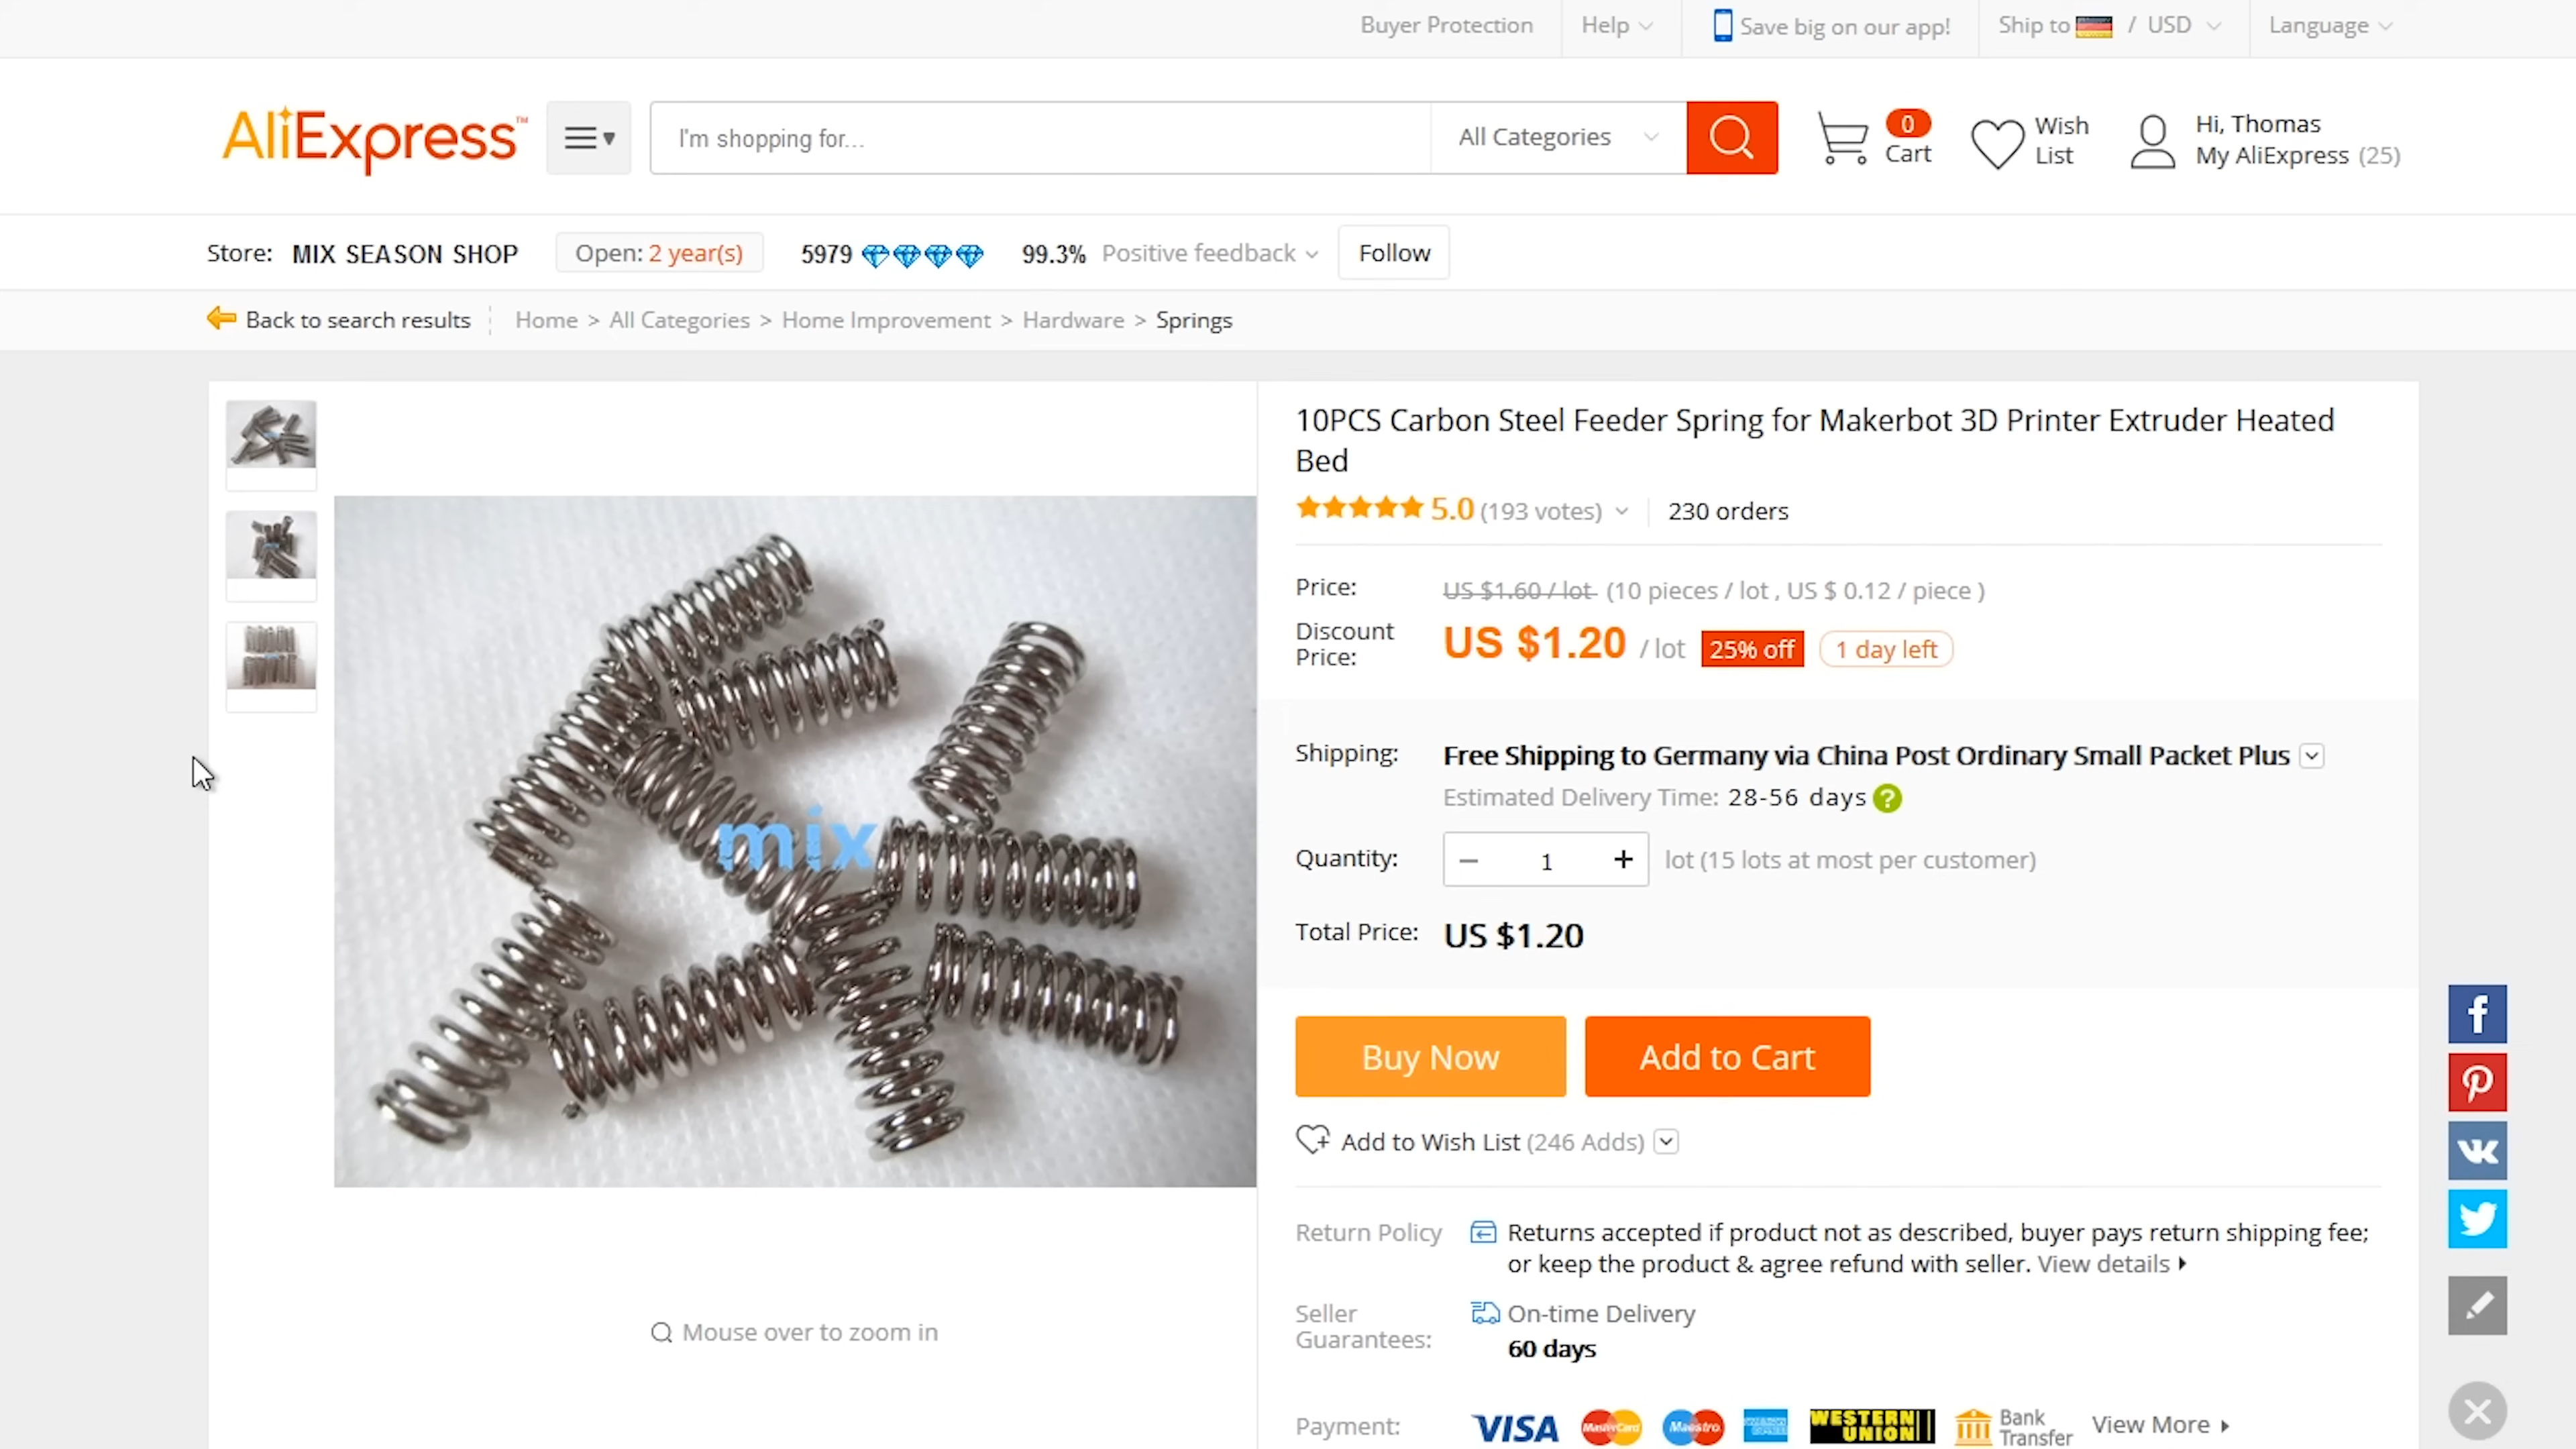 Buyer Protection
Help
Save big on our app!
Ship to / USD
Language
AliExpress™
I'm shopping for...
All Categories
0
Cart
Wish
List
Hi, Thomas
My AliExpress (25)
Store: MIX SEASON SHOP
Open: 2 year(s)
5979
99.3% Positive feedback
Follow
Back to search results
Home > All Categories > Home Improvement > Hardware > Springs
10PCS Carbon Steel Feeder Spring for Makerbot 3D Printer Extruder Heated
Bed
5.0 (193 votes)
230 orders
Price: US $1.60 / lot (10 pieces / lot , US $ 0.12 / piece )
Discount
Price:
US $1.20 / lot 25% off 1 day left
mix
Shipping: Free Shipping to Germany via China Post Ordinary Small Packet Plus
Estimated Delivery Time: 28-56 days ?
Quantity: − 1 + lot (15 lots at most per customer)
Total Price: US $1.20
Buy Now
Add to Cart
Add to Wish List (246 Adds)
Return Policy
Returns accepted if product not as described, buyer pays return shipping fee;
or keep the product & agree refund with seller. View details
Seller
Guarantees:
On-time Delivery
60 days
Mouse over to zoom in
Payment: VISA MasterCard Maestro AMERICAN EXPRESS WESTERN UNION Bank Transfer View More